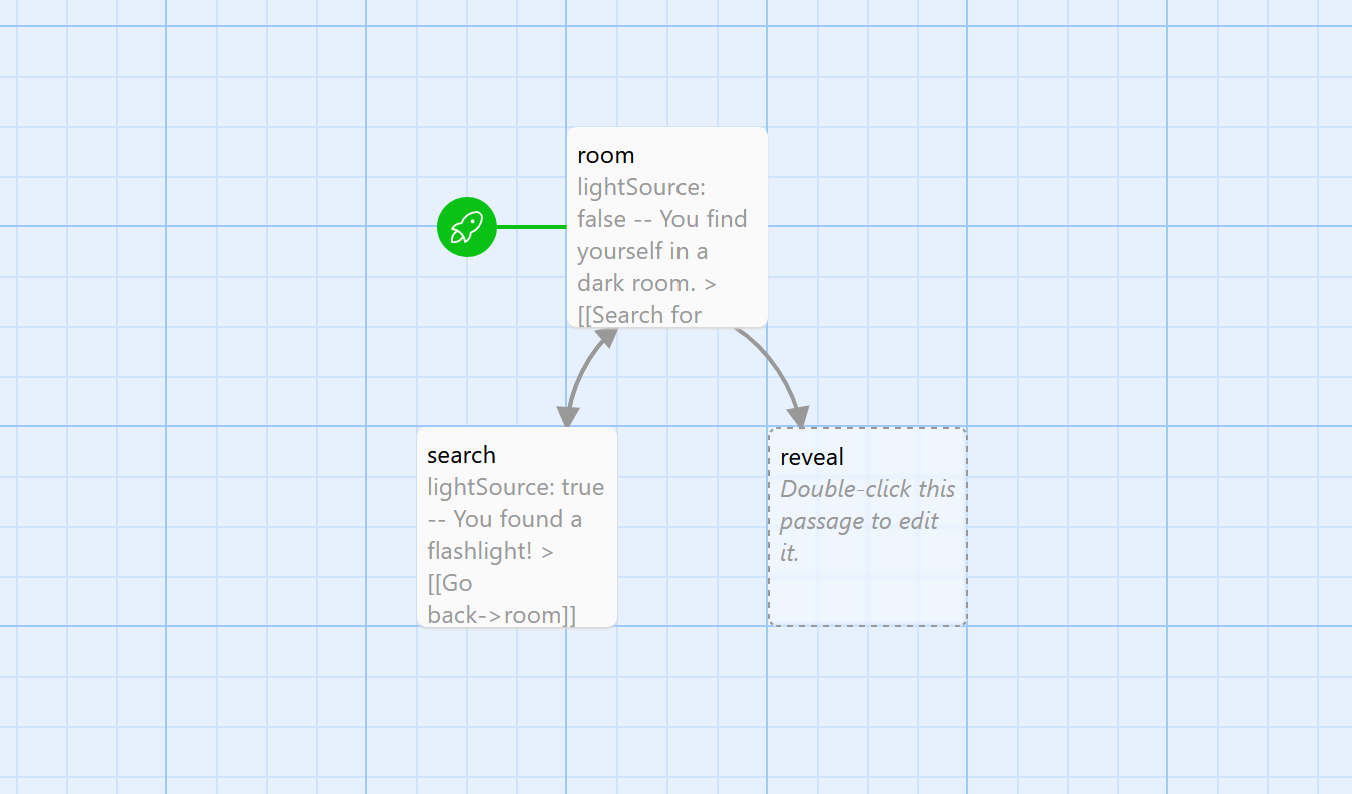 room
lightSource:
false -- You find
yourself in a
dark room. >
[[Search for
search
lightSource: true
-- You found a
flashlight! >
[[Go
back->room]]
reveal
Double-click this
passage to edit
it.